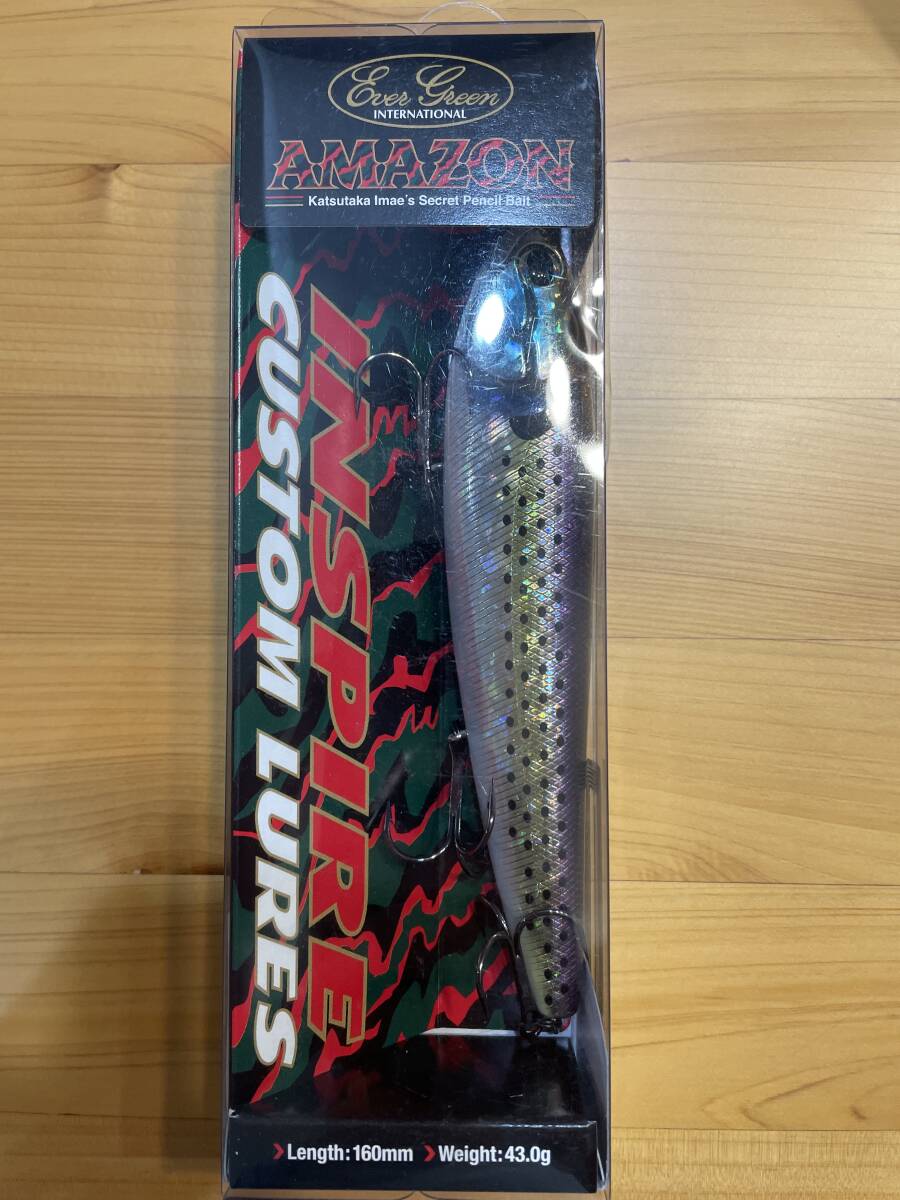 Ever Green
INTERNATIONAL
AMAZON
Katsutaka Imae's Secret Pencil Bait
INSPIRE
CUSTOM LURES
Length:160mm Weight:43.0g